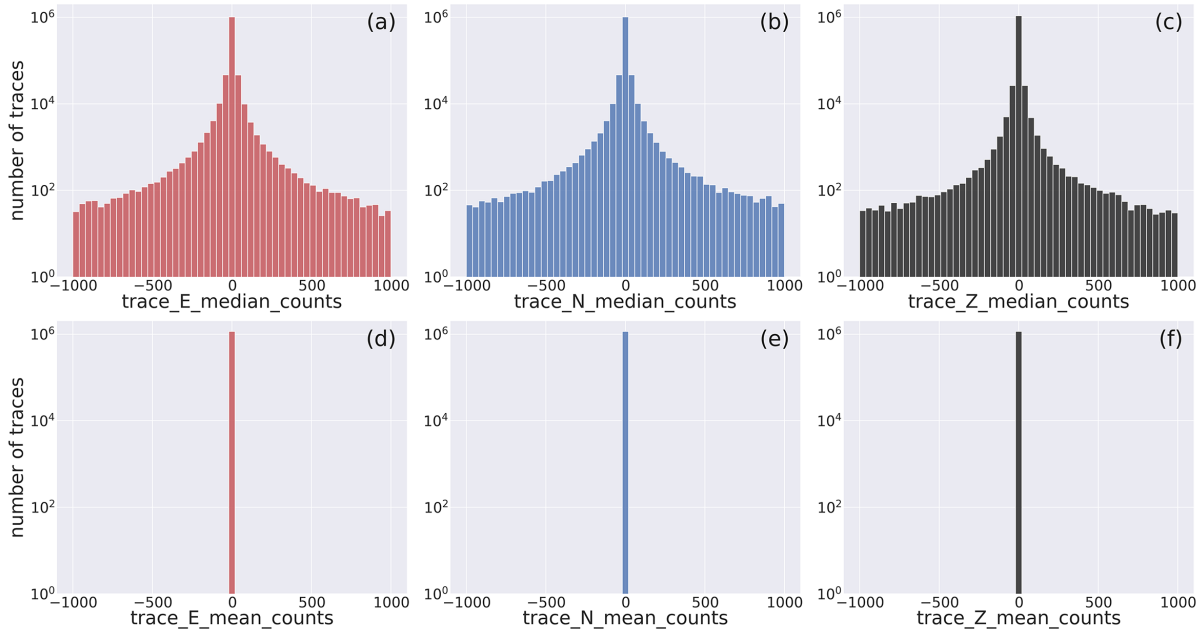 (a) (b) (c)
10⁶ 10⁶ 10⁶
10⁴ 10⁴ 10⁴
10² 10² 10²
10⁰ 10⁰ 10⁰
number of traces
−1000 −500 0 500 1000 −1000 −500 0 500 1000 −1000 −500 0 500 1000
trace_E_median_counts trace_N_median_counts trace_Z_median_counts
(d) (e) (f)
10⁶ 10⁶ 10⁶
10⁴ 10⁴ 10⁴
10² 10² 10²
10⁰ 10⁰ 10⁰
number of traces
−1000 −500 0 500 1000 −1000 −500 0 500 1000 −1000 −500 0 500 1000
trace_E_mean_counts trace_N_mean_counts trace_Z_mean_counts